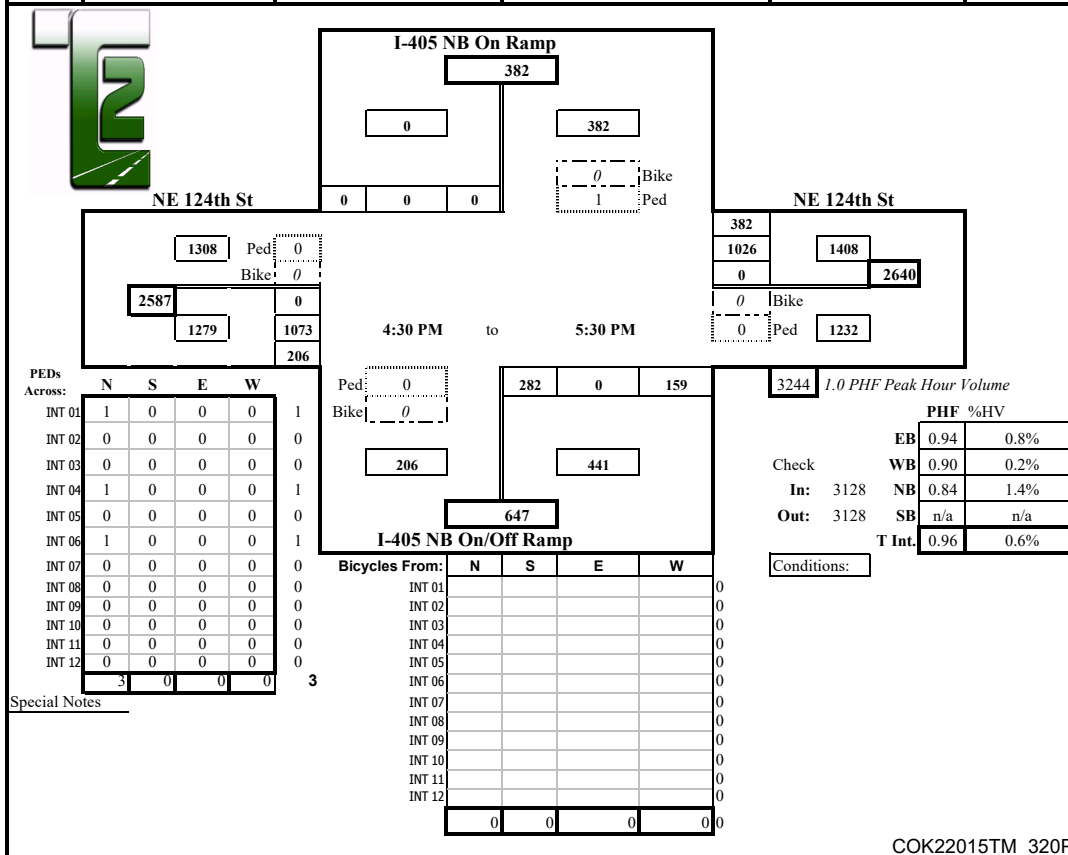 I-405 NB On Ramp
382
0 382
0 Bike
1 Ped
NE 124th St
0 0 0
NE 124th St
382
1308 Ped 0
1026 1408
Bike 0
0 2640
2587 0
0 Bike
1279 1073
4:30 PM to 5:30 PM
0 Ped 1232
206
PEDs
Across: N S E W
Ped 0
282 0 159
3244 1.0 PHF Peak Hour Volume
INT 01 1 0 0 0 1
Bike 0
PHF %HV
INT 02 0 0 0 0 0
EB 0.94 0.8%
INT 03 0 0 0 0 0
206 441
Check WB 0.90 0.2%
INT 04 1 0 0 0 1
In: 3128 NB 0.84 1.4%
INT 05 0 0 0 0 0
647
Out: 3128 SB n/a n/a
INT 06 1 0 0 0 1
I-405 NB On/Off Ramp
T Int. 0.96 0.6%
INT 07 0 0 0 0 0
INT 08 0 0 0 0 0
INT 09 0 0 0 0 0
INT 10 0 0 0 0 0
INT 11 0 0 0 0 0
INT 12 0 0 0 0 0
3 0 0 0 3
Special Notes
Bicycles From: N S E W
Conditions:
INT 01 0
INT 02 0
INT 03 0
INT 04 0
INT 05 0
INT 06 0
INT 07 0
INT 08 0
INT 09 0
INT 10 0
INT 11 0
INT 12 0
0 0 0 0 0